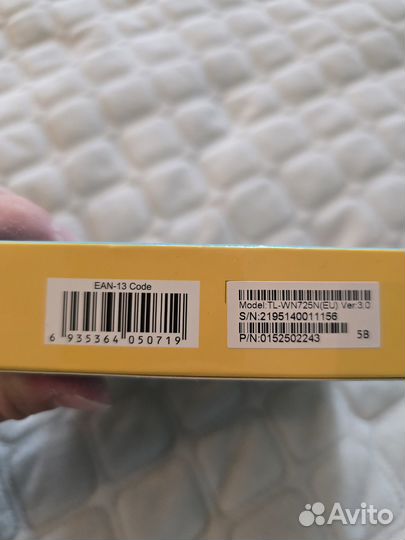 EAN-13 Code
6 935364 050719
Model:TL-WN725N(EU) Ver:3.0
S/N:2195140011156
P/N:0152502243 5B
Avito